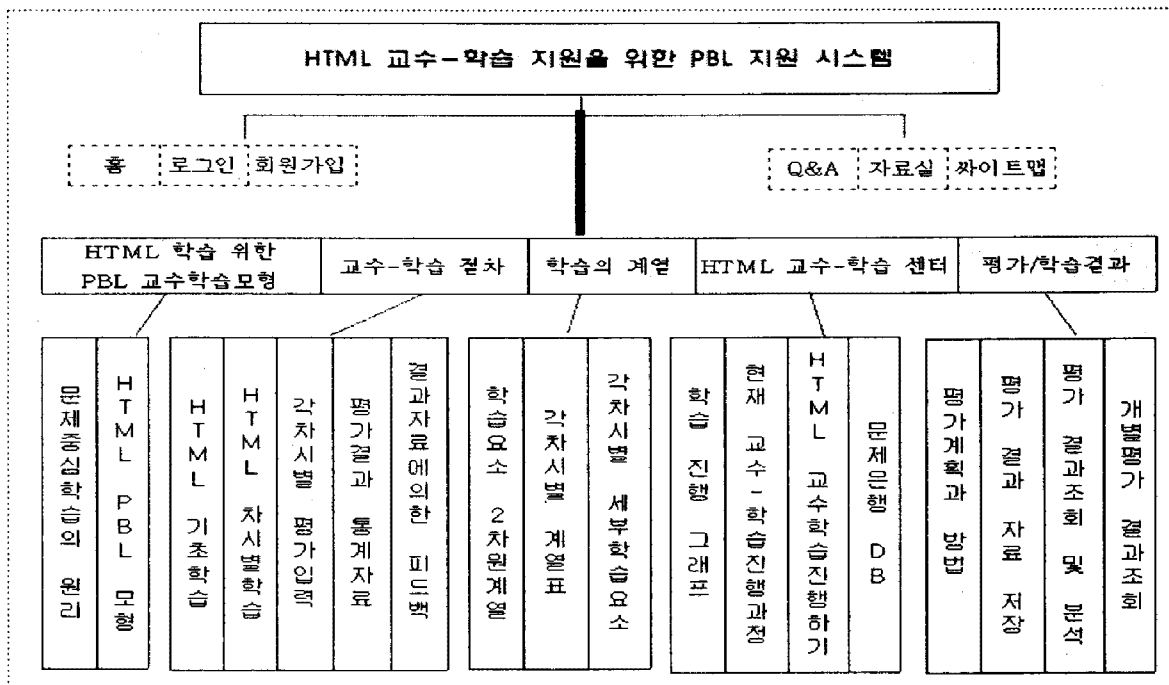 HTML 교수-학습 지원을 위한 PBL 지원 시스템
홈 로그인 회원가입
Q&A 자료실 싸이트맵
HTML 학습 위한
PBL 교수학습모형
교수-학습 절차
학습의 계열
HTML 교수-학습 센터
평가/학습결과
문제중심학습의 원리
HTML PBL 모형
HTML 기초학습
HTML 차시별학습
각차시별 평가입력
평가결과 통계자료
결과자료에의한 피드백
학습요소 2차원계열
각차시별 계열표
각차시별 세부학습요소
학습 진행 그래프
현재 교수-학습진행과정
HTML 교수학습진행하기
문제은행 DB
평가계획과 방법
평가 결과 자료 저장
평가 결과조회 및 분석
개별평가 결과조회